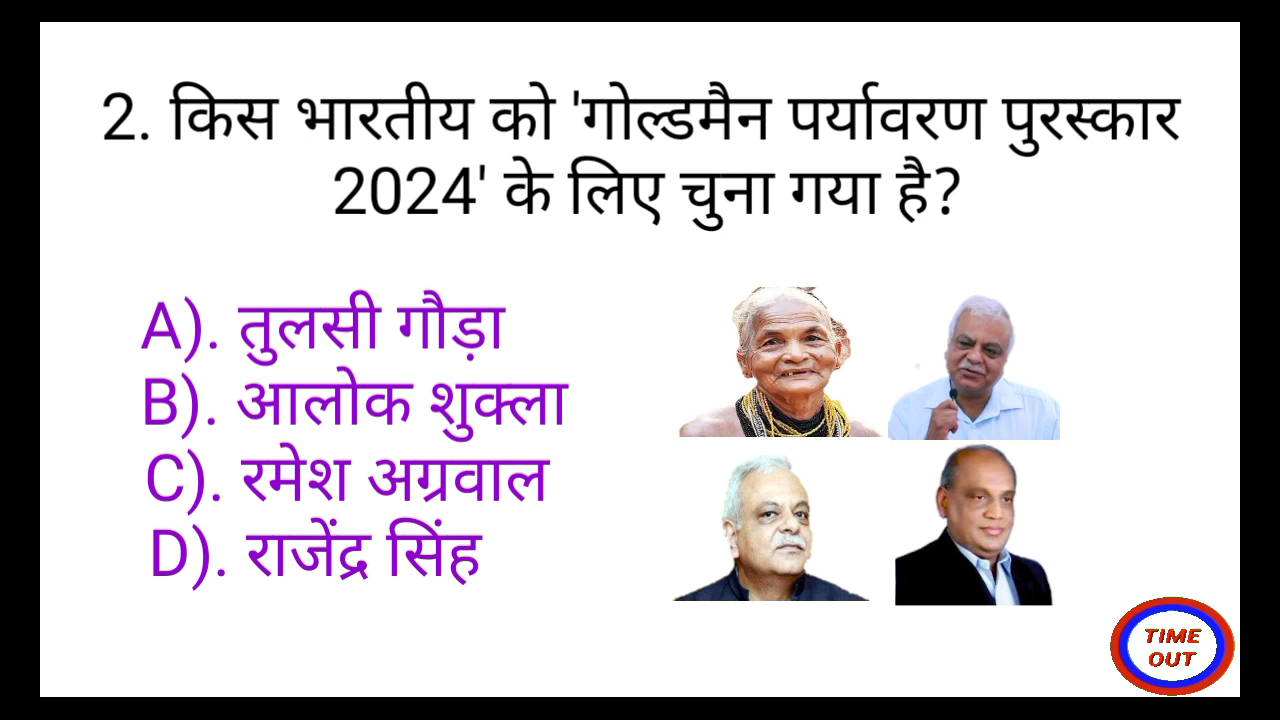 2. किस भारतीय को 'गोल्डमैन पर्यावरण पुरस्कार
2024' के लिए चुना गया है?
A). तुलसी गौड़ा
B). आलोक शुक्ला
C). रमेश अग्रवाल
D). राजेंद्र सिंह
TIME
OUT